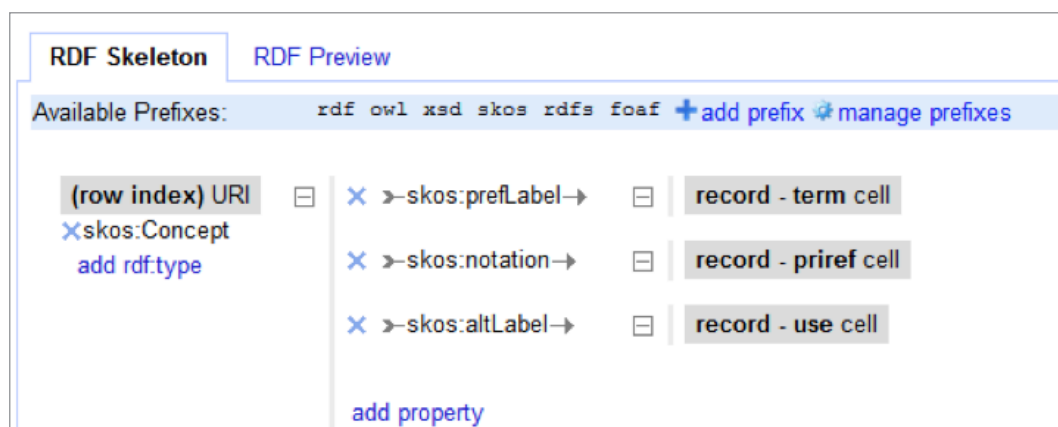 RDF Skeleton RDF Preview
Available Prefixes: rdf owl xsd skos rdfs foaf add prefix manage prefixes
(row index) URI skos:prefLabel record - term cell
skos:Concept
add rdf:type skos:notation record - priref cell
skos:altLabel record - use cell
add property